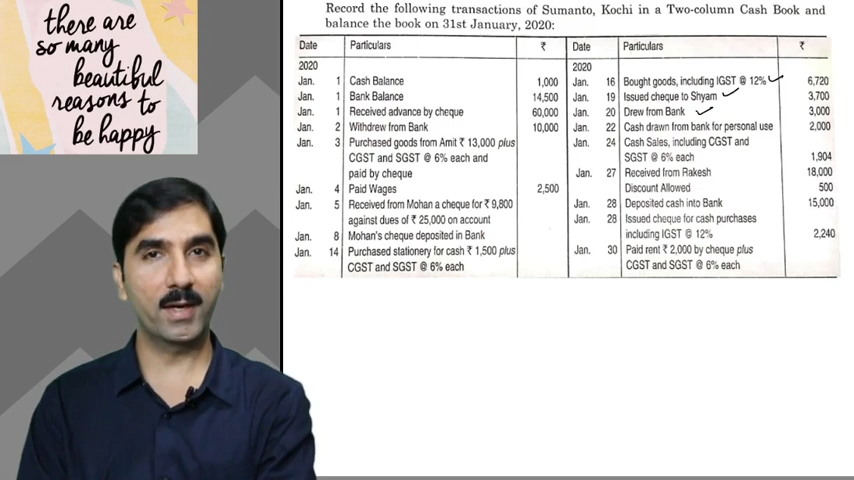 there are
so many
beautiful
reasons to
be happy
Record the following transactions of Sumanto, Kochi in a Two-column Cash Book and
balance the book on 31st January, 2020:
Date Particulars ₹ Date Particulars ₹
2020 2020
Jan. 1 Cash Balance 1,000 Jan. 16 Bought goods, including IGST @ 12% 6,720
Jan. 1 Bank Balance 14,500 Jan. 19 Issued cheque to Shyam 3,700
Jan. 1 Received advance by cheque 60,000 Jan. 20 Drew from Bank 3,000
Jan. 2 Withdrew from Bank 10,000 Jan. 22 Cash drawn from bank for personal use 2,000
Jan. 3 Purchased goods from Amit ₹ 13,000 plus Jan. 24 Cash Sales, including CGST and
CGST and SGST @ 6% each and SGST @ 6% each 1,904
paid by cheque Jan. 27 Received from Rakesh 18,000
Jan. 4 Paid Wages 2,500 Discount Allowed 500
Jan. 5 Received from Mohan a cheque for ₹ 9,800 Jan. 28 Deposited cash into Bank 15,000
against dues of ₹ 25,000 on account Jan. 28 Issued cheque for cash purchases
Jan. 8 Mohan's cheque deposited in Bank including IGST @ 12% 2,240
Jan. 14 Purchased stationery for cash ₹ 1,500 plus Jan. 30 Paid rent ₹ 2,000 by cheque plus
CGST and SGST @ 6% each CGST and SGST @ 6% each